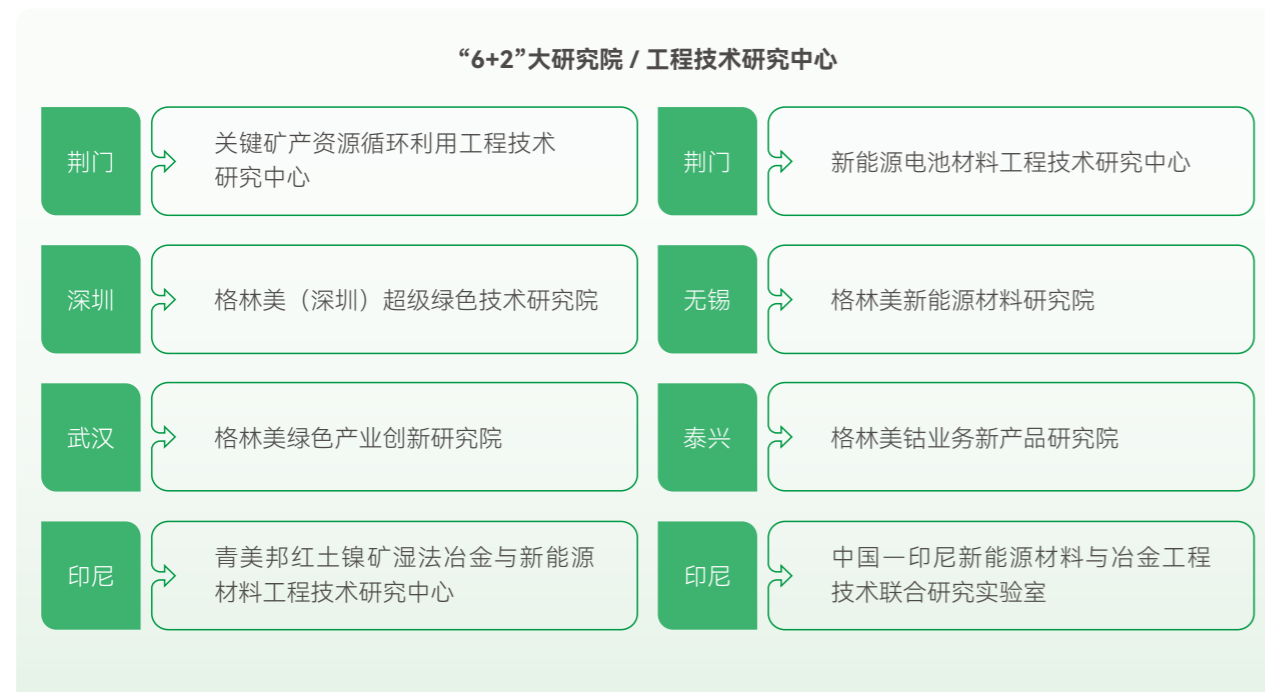 “6+2”大研究院 / 工程技术研究中心
荆门
关键矿产资源循环利用工程技术
研究中心
荆门
新能源电池材料工程技术研究中心
深圳
格林美（深圳）超级绿色技术研究院
无锡
格林美新能源材料研究院
武汉
格林美绿色产业创新研究院
泰兴
格林美钴业务新产品研究院
印尼
青美邦红土镍矿湿法冶金与新能源
材料工程技术研究中心
印尼
中国—印尼新能源材料与冶金工程
技术联合研究实验室